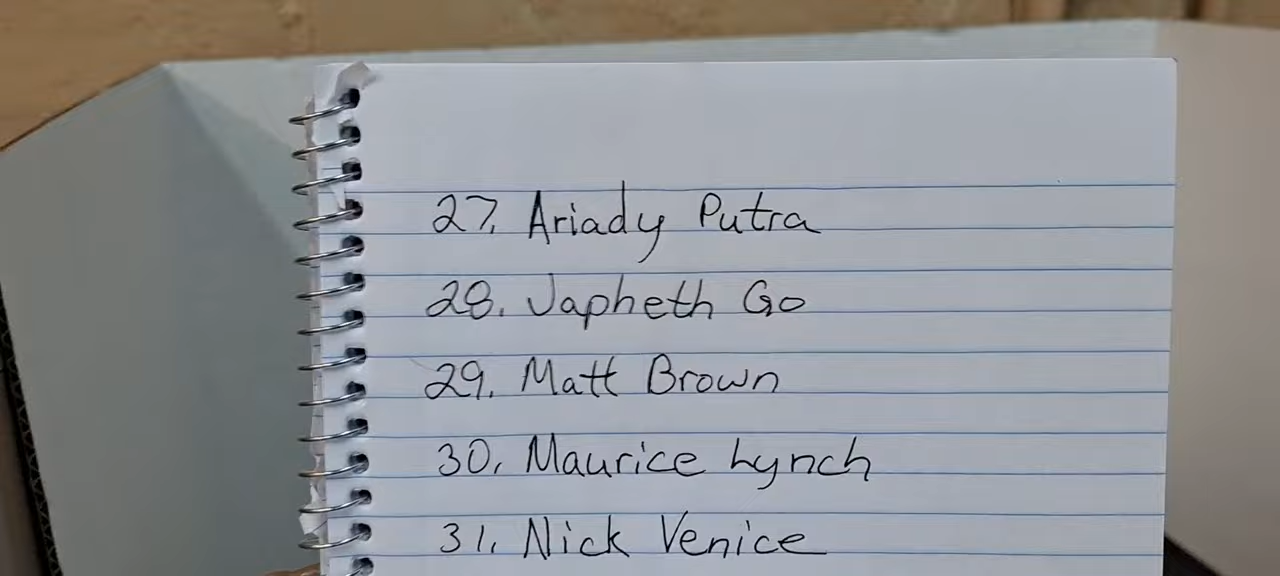 27. Ariady Putra
28. Japheth Go
29. Matt Brown
30. Maurice Lynch
31. Nick Venice